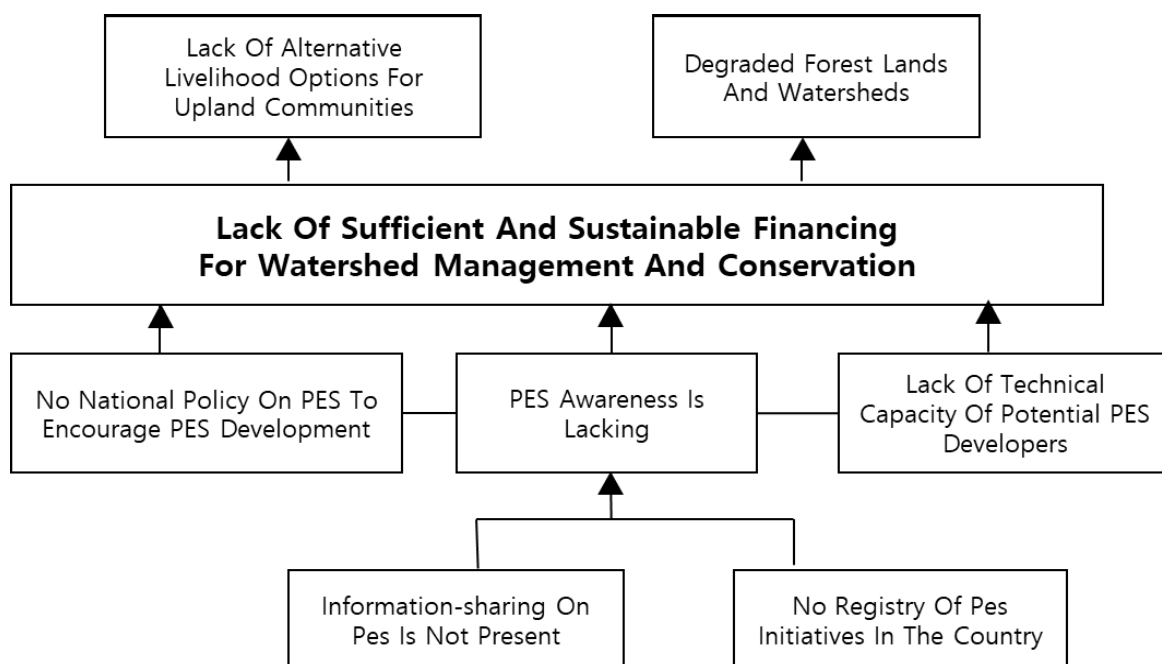 Lack Of Alternative
Livelihood Options For
Upland Communities
Degraded Forest Lands
And Watersheds
Lack Of Sufficient And Sustainable Financing
For Watershed Management And Conservation
No National Policy On PES To
Encourage PES Development
PES Awareness Is
Lacking
Lack Of Technical
Capacity Of Potential PES
Developers
Information-sharing On
Pes Is Not Present
No Registry Of Pes
Initiatives In The Country